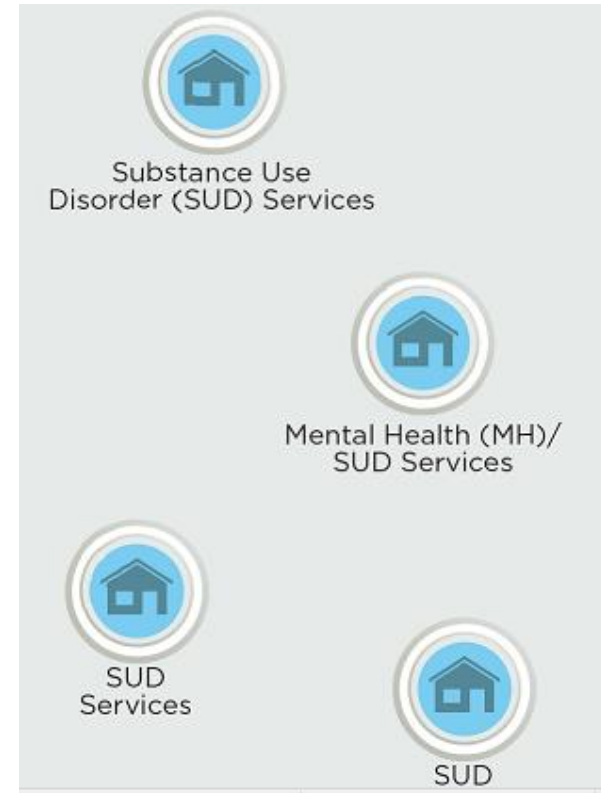 Substance Use
Disorder (SUD) Services
Mental Health (MH)/
SUD Services
SUD
Services
SUD